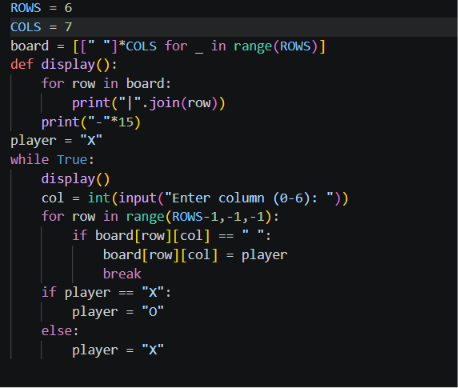 ROWS = 6
COLS = 7
board = [[" "]*COLS for _ in range(ROWS)]
def display():
    for row in board:
        print("|".join(row))
    print("-"*15)
player = "X"
while True:
    display()
    col = int(input("Enter column (0-6): "))
    for row in range(ROWS-1,-1,-1):
        if board[row][col] == " ":
            board[row][col] = player
            break
    if player == "X":
        player = "O"
    else:
        player = "X"